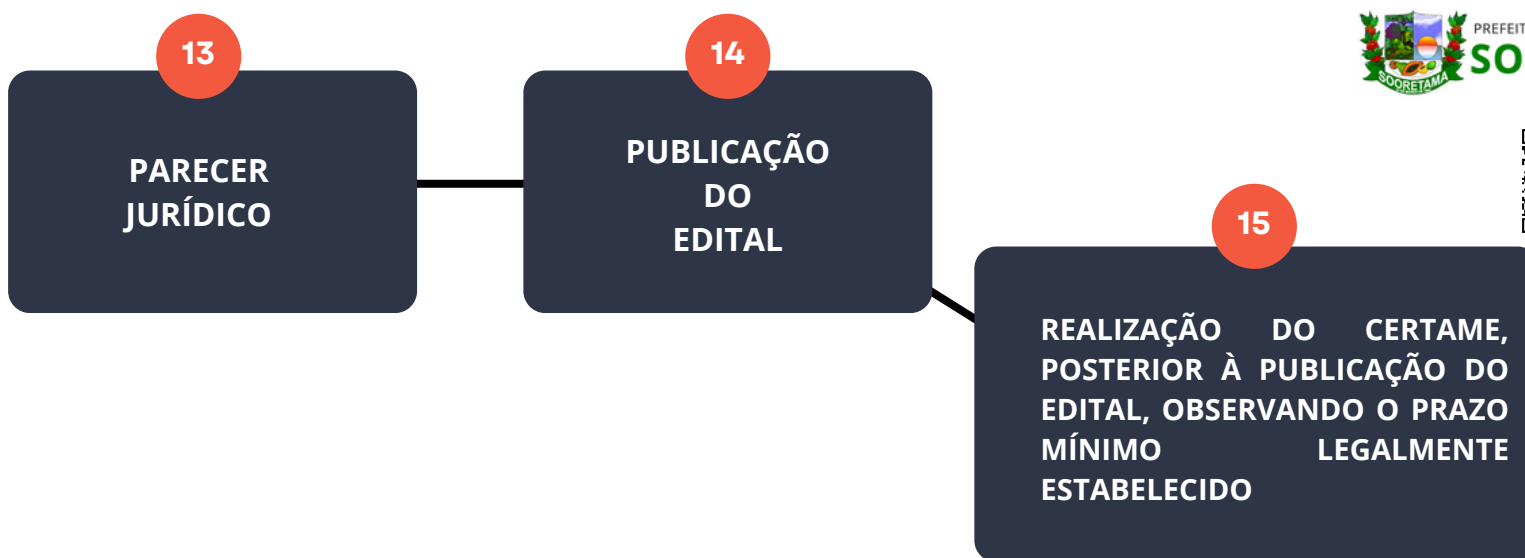 13
PARECER
JURÍDICO
14
PUBLICAÇÃO
DO
EDITAL
PREFEIT
SO
SOORETAMA
15
REALIZAÇÃO DO CERTAME,
POSTERIOR À PUBLICAÇÃO DO
EDITAL, OBSERVANDO O PRAZO
MÍNIMO LEGALMENTE
ESTABELECIDO